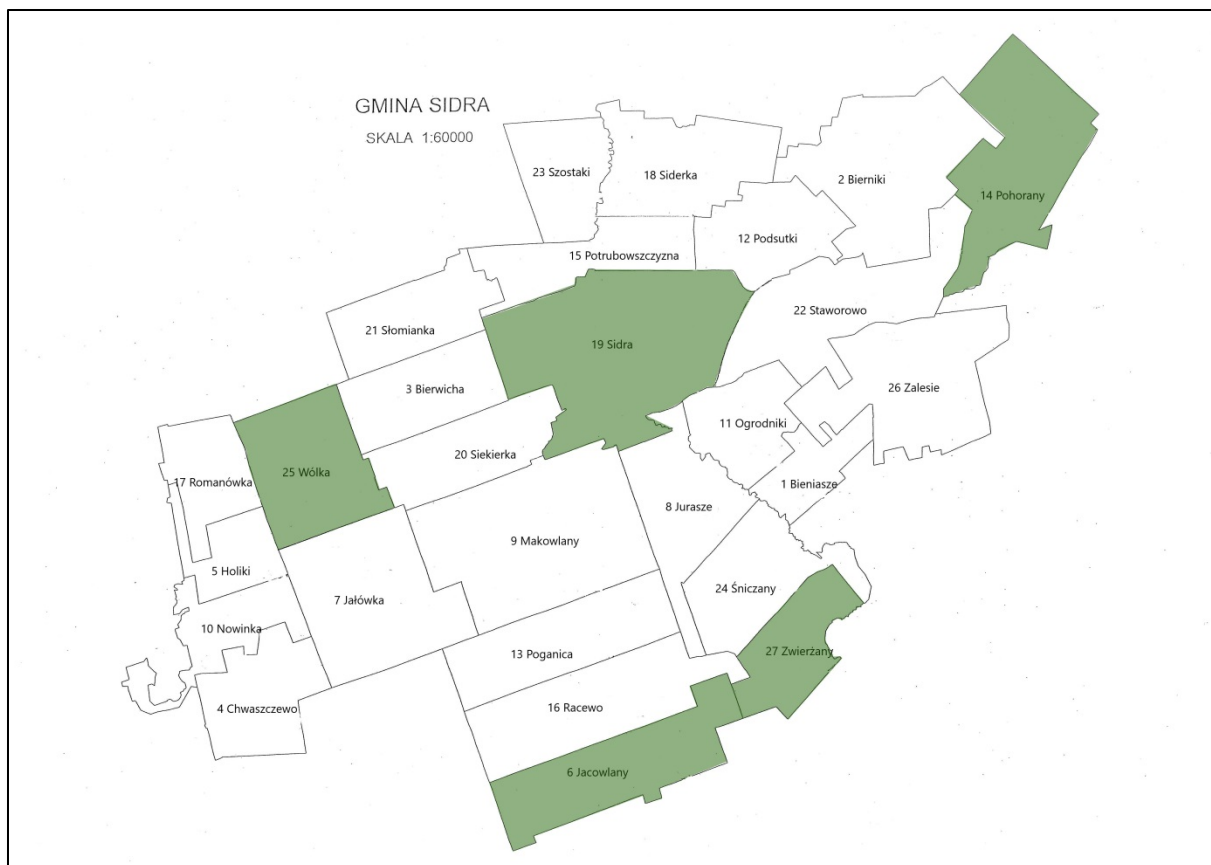 GMINA SIDRA
SKALA 1:60000
23 Szostaki
18 Siderka
2 Bierniki
14 Pohorany
12 Podsutki
15 Potrubowszczyzna
22 Staworowo
21 Słomianka
19 Sidra
3 Bierwicha
26 Zalesie
11 Ogrodniki
20 Siekierka
25 Wólka
17 Romanówka
1 Bieniasze
8 Jurasze
9 Makowlany
5 Holiki
24 Śniczany
7 Jałówka
10 Nowinka
27 Zwierżany
13 Poganica
16 Racewo
4 Chwaszczewo
6 Jacowlany